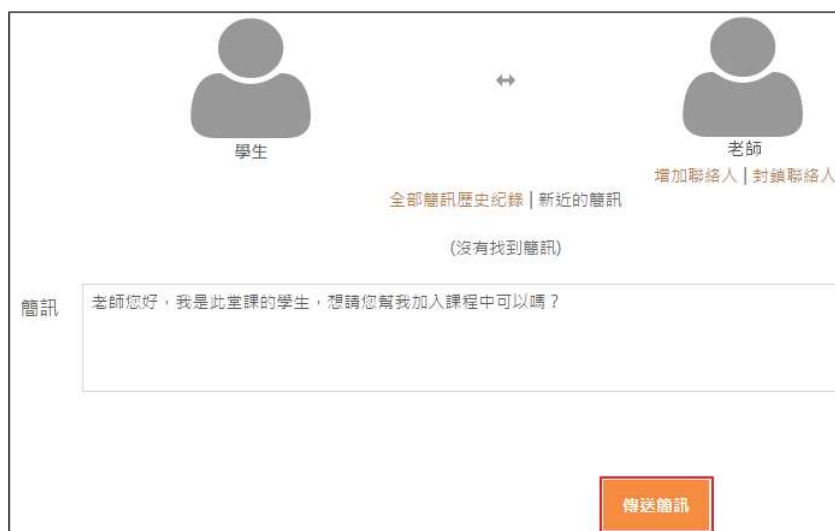 學生
老師
增加聯絡人 | 封鎖聯絡人
全部簡訊歷史紀錄 | 新近的簡訊
(沒有找到簡訊)
簡訊
老師您好，我是此堂課的學生，想請您幫我加入課程中可以嗎？
傳送簡訊